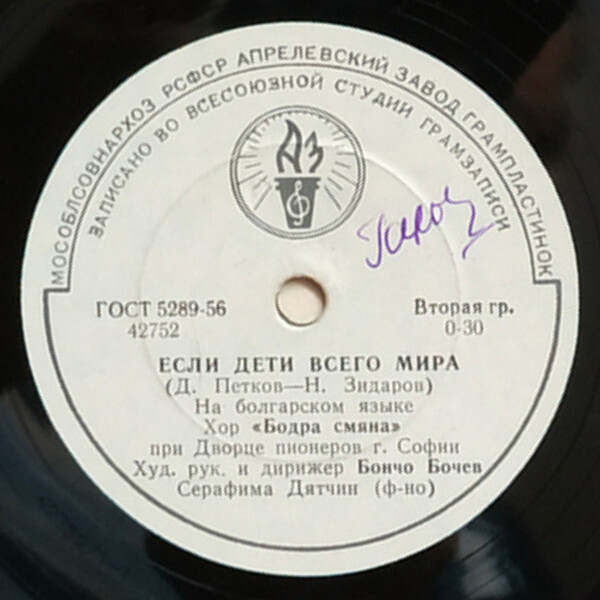 МОСОБЛСОВНАРХОЗ РСФСР АПРЕЛЕВСКИЙ ЗАВОД ГРАМПЛАСТИНОК
ЗАПИСАНО ВО ВСЕСОЮЗНОЙ СТУДИИ ГРАМЗАПИСИ
АЗ
ГОСТ 5289-56
42752
Вторая гр.
0-30
ЕСЛИ ДЕТИ ВСЕГО МИРА
(Д. Петков—Н. Зидаров)
На болгарском языке
Хор «Бодра смяна»
при Дворце пионеров г. Софии
Худ. рук. и дирижер Бончо Бочев
Серафима Дятчин (ф-но)